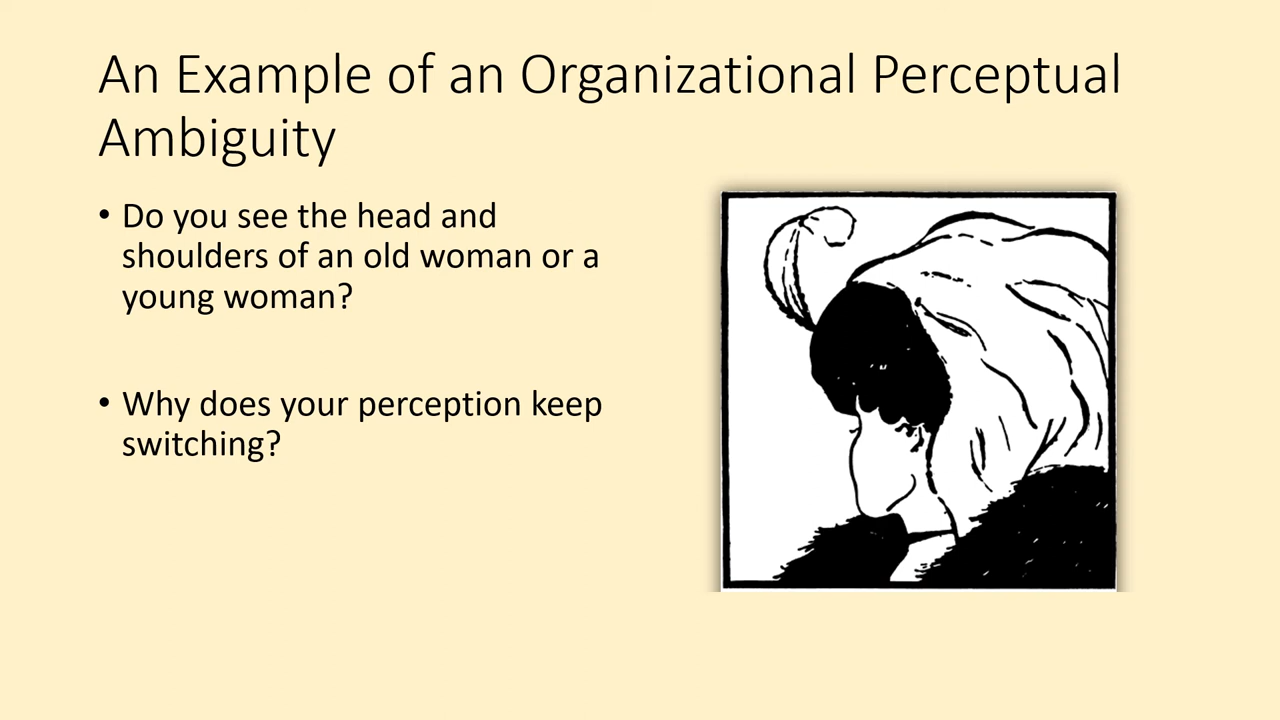 An Example of an Organizational Perceptual
Ambiguity
• Do you see the head and
shoulders of an old woman or a
young woman?
• Why does your perception keep
switching?